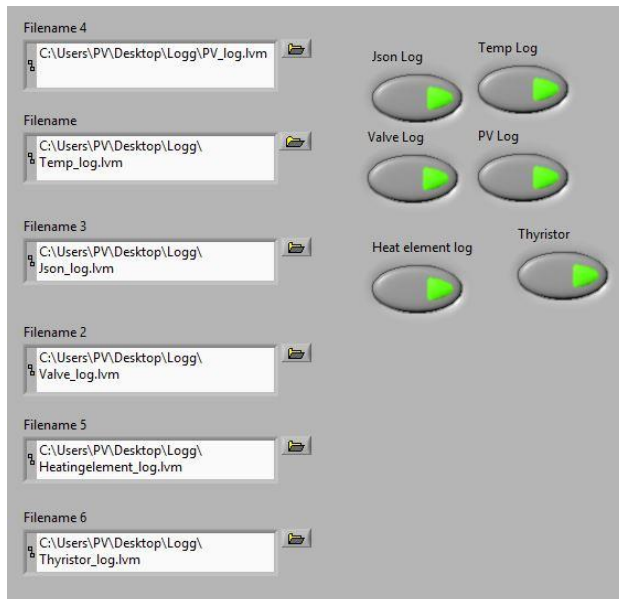 Filename 4
C:\Users\PV\Desktop\Logg\PV_log.lvm
Filename
C:\Users\PV\Desktop\Logg\
Temp_log.lvm
Filename 3
C:\Users\PV\Desktop\Logg\
Json_log.lvm
Filename 2
C:\Users\PV\Desktop\Logg\
Valve_log.lvm
Filename 5
C:\Users\PV\Desktop\Logg\
Heatingelement_log.lvm
Filename 6
C:\Users\PV\Desktop\Logg\
Thyristor_log.lvm
Json Log
Temp Log
Valve Log
PV Log
Heat element log
Thyristor